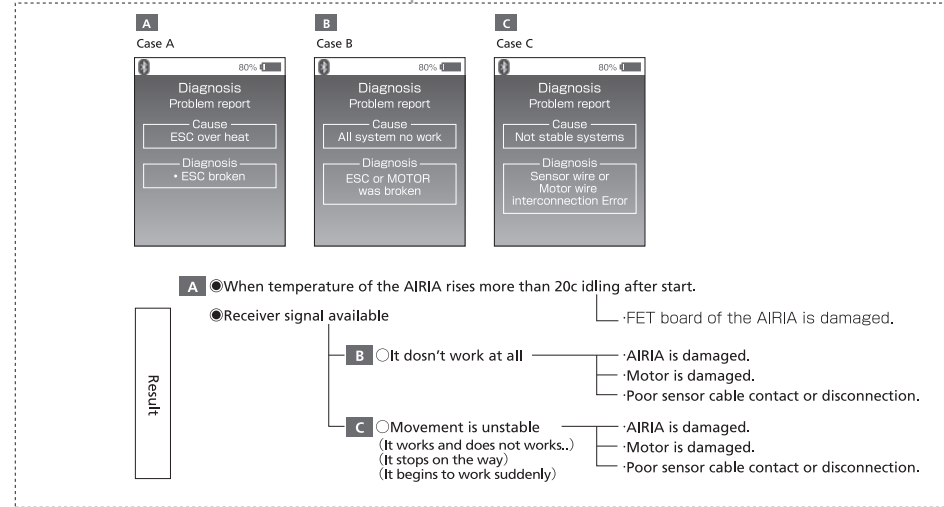 A
Case A
80%
Diagnosis
Problem report
Cause
ESC over heat
Diagnosis
• ESC broken
B
Case B
80%
Diagnosis
Problem report
Cause
All system no work
Diagnosis
ESC or MOTOR
was broken
C
Case C
80%
Diagnosis
Problem report
Cause
Not stable systems
Diagnosis
Sensor wire or
Motor wire
interconnection Error
Result
A ◉When temperature of the AIRIA rises more than 20c idling after start.
·FET board of the AIRIA is damaged.
◉Receiver signal available
B ○It dosn't work at all
·AIRIA is damaged.
·Motor is damaged.
·Poor sensor cable contact or disconnection.
C ○Movement is unstable
(It works and does not works..)
(It stops on the way)
(It begins to work suddenly)
·AIRIA is damaged.
·Motor is damaged.
·Poor sensor cable contact or disconnection.